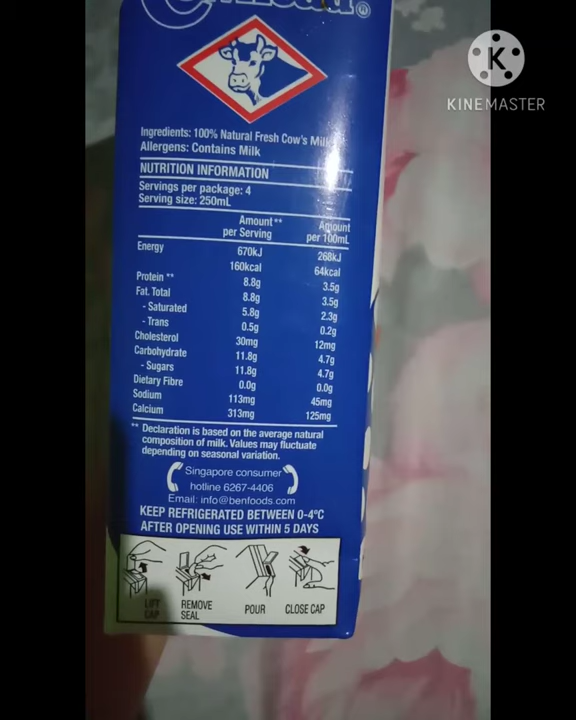 KINEMASTER
Ingredients: 100% Natural Fresh Cow's
Allergens: Contains Milk
NUTRITION INFORMATION
Servings per package: 4
Serving size: 250mL
Amount** per Serving Amount per 100mL
Energy 670kJ 268kJ
160kcal 64kcal
Protein ** 8.8g 3.5g
Fat. Total 8.8g 3.5g
- Saturated 5.8g 2.3g
- Trans 0.5g 0.2g
Cholesterol 30mg 12mg
Carbohydrate 11.8g 4.7g
- Sugars 11.8g 4.7g
Dietary Fibre 0.0g 0.0g
Sodium 113mg 45mg
Calcium 313mg 125mg
** Declaration is based on the average natural
composition of milk. Values may fluctuate
depending on seasonal variation.
Singapore consumer
hotline 6267-4406
Email: info@benfoods.com
KEEP REFRIGERATED BETWEEN 0-4ºC
AFTER OPENING USE WITHIN 5 DAYS
LIFT CAP
REMOVE SEAL
POUR
CLOSE CAP